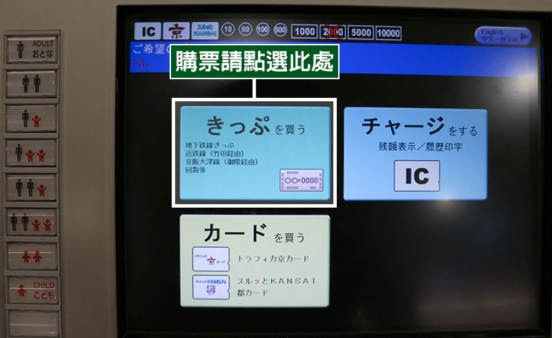 ADULT
おとな
CHILD
こども
IC
京
10 50 100 500
1000 2000 5000 10000
English
ご希望の
購票請點選此處
きっぷを買う
地下鉄線きっぷ
近鉄線(竹田経由)
京阪大津線(御陵経由)
回数券
○○→0000
チャージをする
残額表示/履歴印字
IC
カードを買う
京
トラフィカ京カード
KANSAI
スルッとKANSAI
都カード